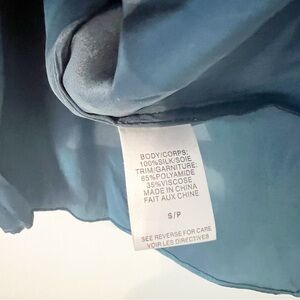 BODY/CORPS:
100%SILK/SOIE
TRIM/GARNITURE:
65%POLYAMIDE
35%VISCOSE
MADE IN CHINA
FAIT AUX CHINE
S/P
SEE REVERSE FOR CARE
VOIR LES DIRECTIVES